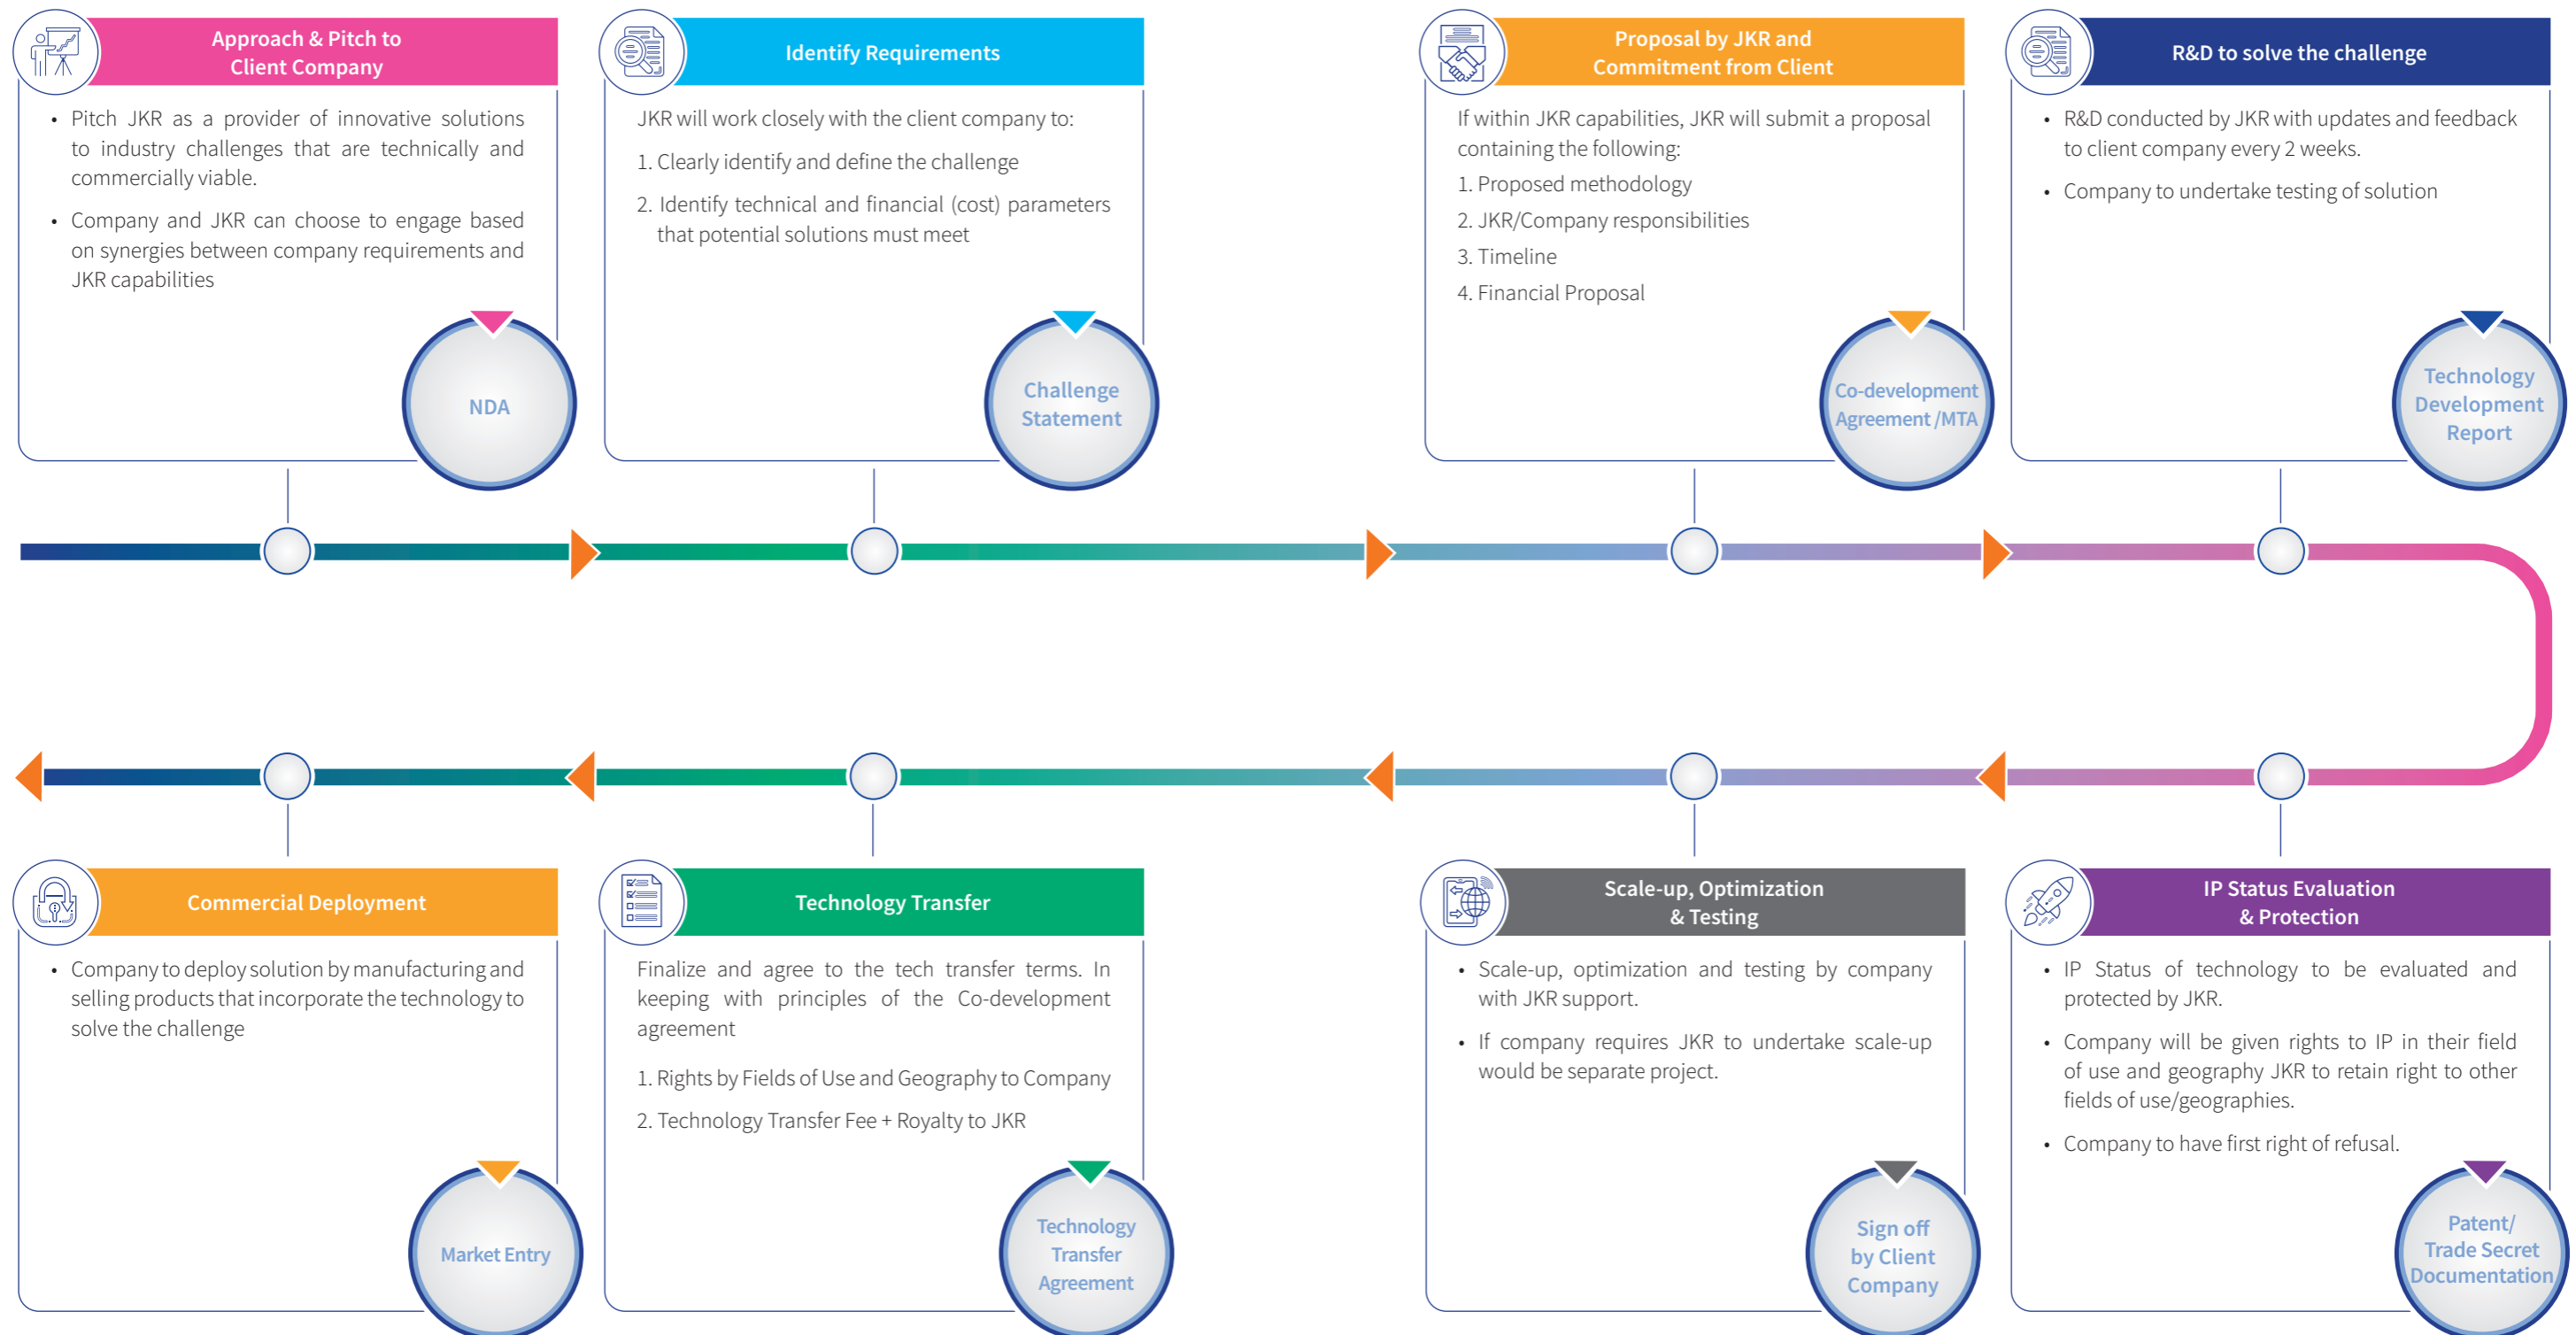 Approach & Pitch to
Client Company
• Pitch JKR as a provider of innovative solutions
to industry challenges that are technically and
commercially viable.
• Company and JKR can choose to engage based
on synergies between company requirements and
JKR capabilities
NDA
Identify Requirements
JKR will work closely with the client company to:
1. Clearly identify and define the challenge
2. Identify technical and financial (cost) parameters
that potential solutions must meet
Challenge
Statement
Proposal by JKR and
Commitment from Client
If within JKR capabilities, JKR will submit a proposal
containing the following:
1. Proposed methodology
2. JKR/Company responsibilities
3. Timeline
4. Financial Proposal
Co-development
Agreement /MTA
R&D to solve the challenge
• R&D conducted by JKR with updates and feedback
to client company every 2 weeks.
• Company to undertake testing of solution
Technology
Development
Report
IP Status Evaluation
& Protection
• IP Status of technology to be evaluated and
protected by JKR.
• Company will be given rights to IP in their field
of use and geography JKR to retain right to other
fields of use/geographies.
• Company to have first right of refusal.
Patent/
Trade Secret
Documentation
Scale-up, Optimization
& Testing
• Scale-up, optimization and testing by company
with JKR support.
• If company requires JKR to undertake scale-up
would be separate project.
Sign off
by Client
Company
Technology Transfer
Finalize and agree to the tech transfer terms. In
keeping with principles of the Co-development
agreement
1. Rights by Fields of Use and Geography to Company
2. Technology Transfer Fee + Royalty to JKR
Technology
Transfer
Agreement
Commercial Deployment
• Company to deploy solution by manufacturing and
selling products that incorporate the technology to
solve the challenge
Market Entry